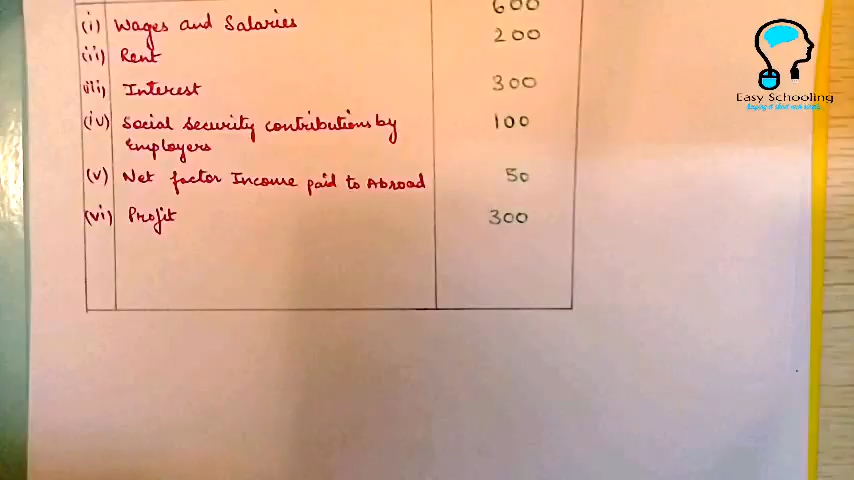 600
(i) Wages and Salaries
200
(ii) Rent
(iii) Interest 300
(iv) Social Security contributions by 100
Employers
(v) Net factor Income paid to Abroad 50
(vi) Profit 300
Easy Schooling